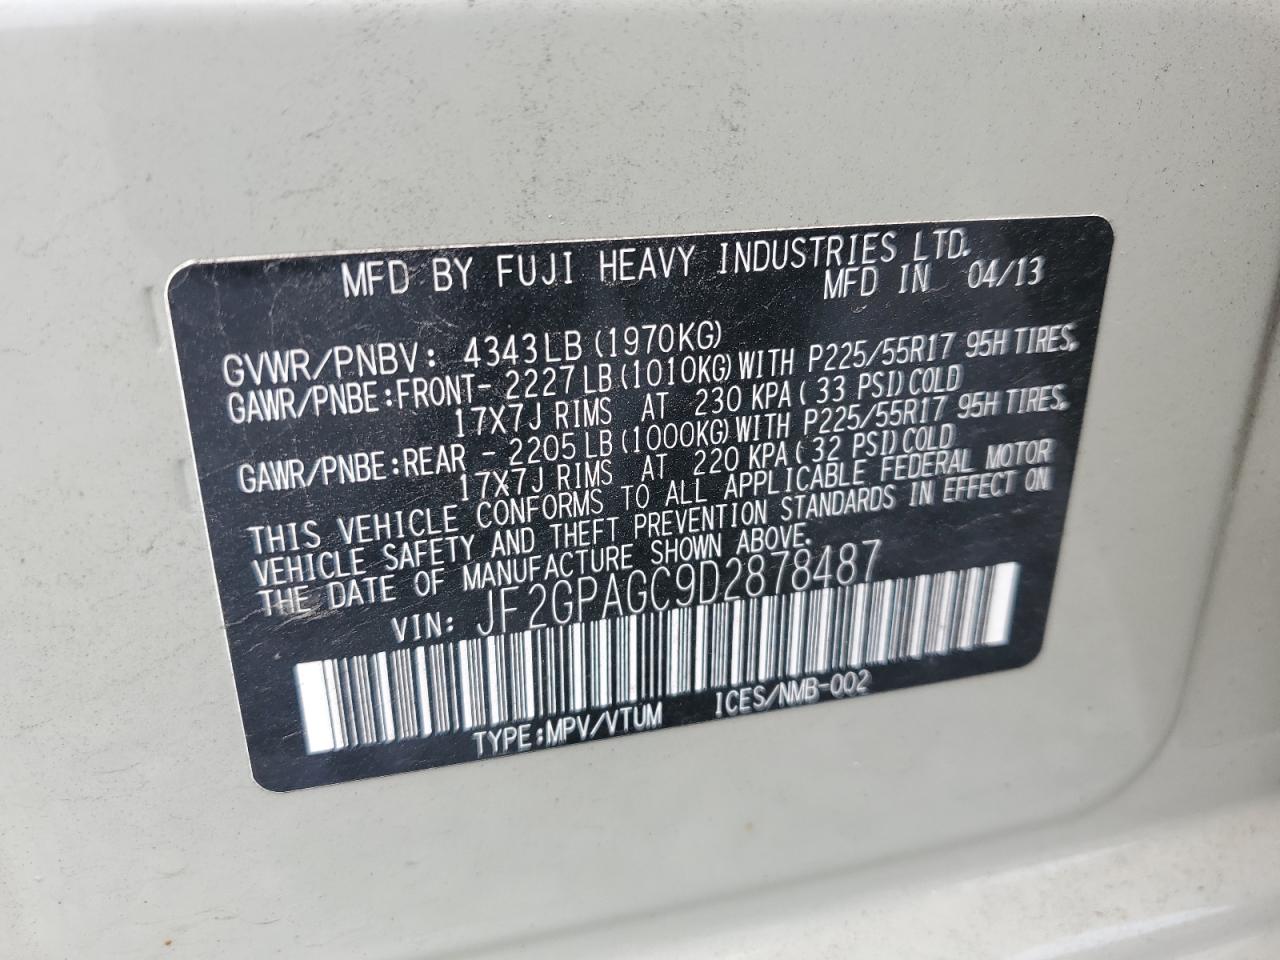 MFD BY FUJI HEAVY INDUSTRIES LTD.
MFD IN 04/13
GVWR/PNBV: 4343LB (1970KG)
GAWR/PNBE:FRONT- 2227LB(1010KG)WITH P225/55R17 95H TIRES,
17X7J RIMS AT 230 KPA( 33 PSI)COLD
GAWR/PNBE:REAR - 2205LB(1000KG)WITH P225/55R17 95H TIRES,
17X7J RIMS AT 220 KPA( 32 PSI)COLD
THIS VEHICLE CONFORMS TO ALL APPLICABLE FEDERAL MOTOR
VEHICLE SAFETY AND THEFT PREVENTION STANDARDS IN EFFECT ON
THE DATE OF MANUFACTURE SHOWN ABOVE.
VIN: JF2GPAGC9D2878487
TYPE:MPV/VTUM ICES/NMB-002